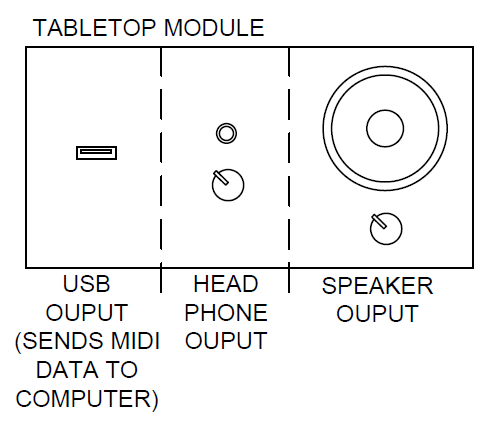 TABLETOP MODULE
USB
OUPUT
(SENDS MIDI
DATA TO
COMPUTER)
HEAD
PHONE
OUPUT
SPEAKER
OUPUT